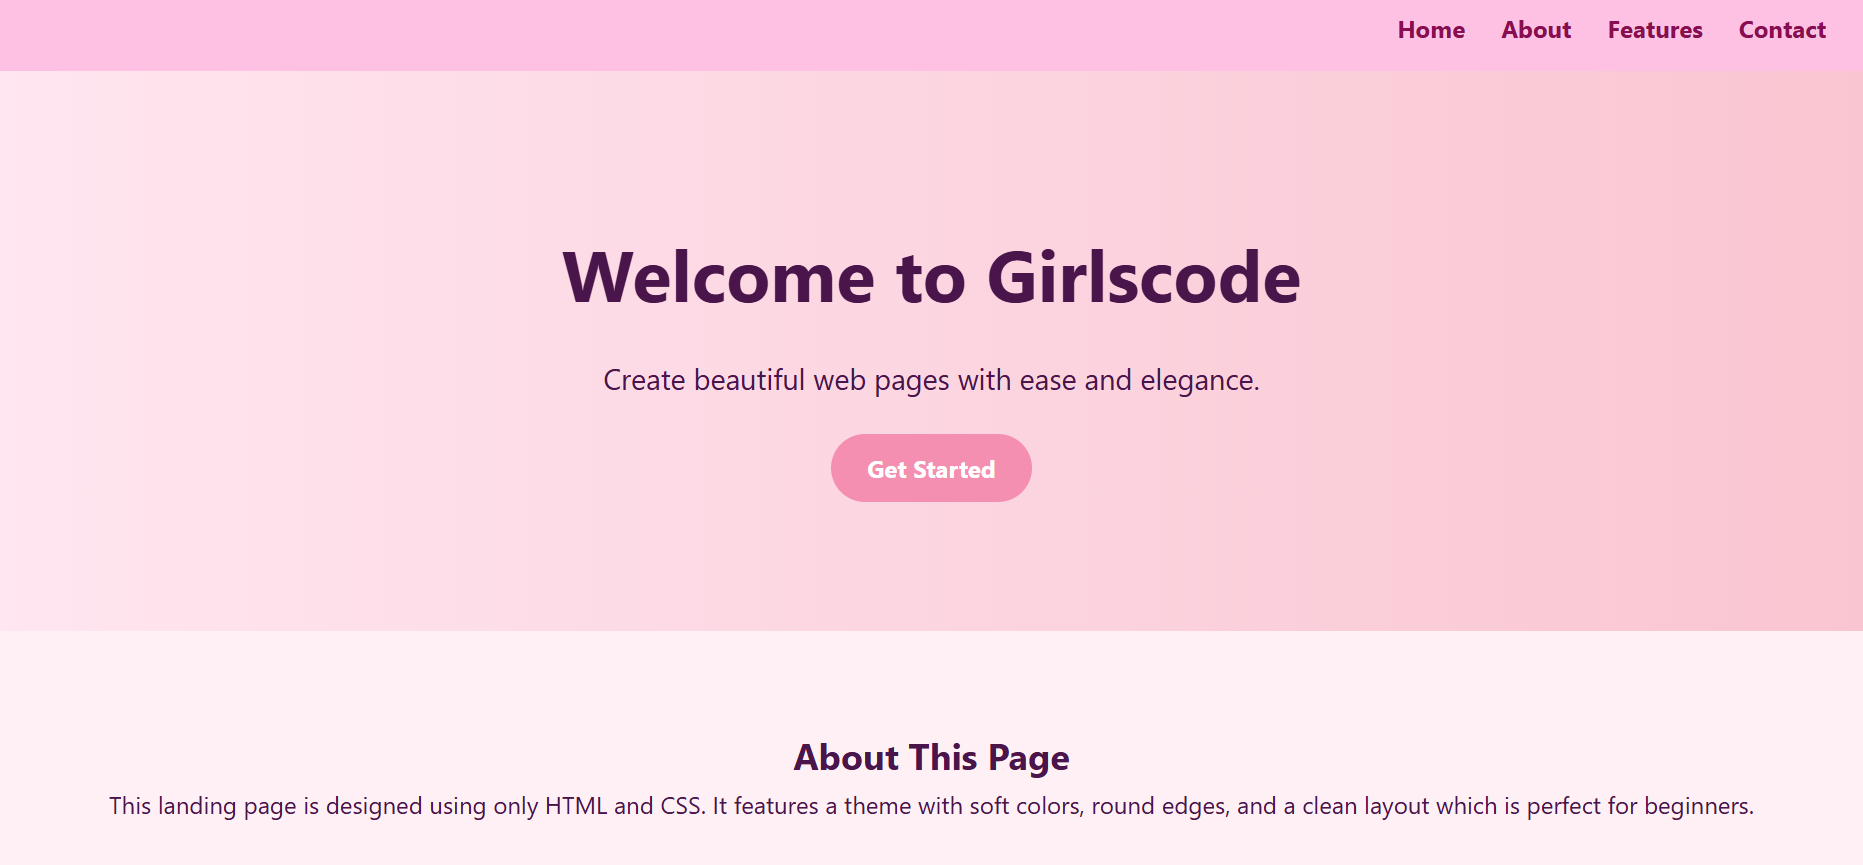 Home About Features Contact
Welcome to Girlscode
Create beautiful web pages with ease and elegance.
Get Started
About This Page
This landing page is designed using only HTML and CSS. It features a theme with soft colors, round edges, and a clean layout which is perfect for beginners.